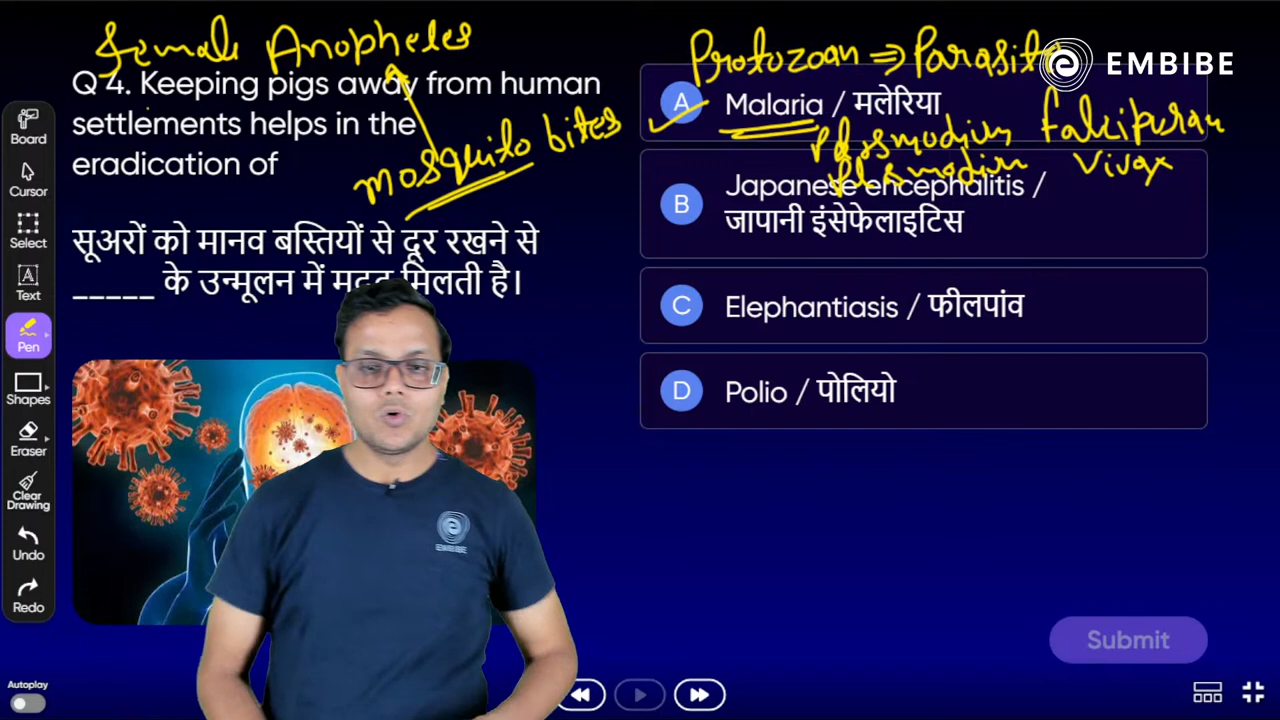 Female Anopheles
Q 4. Keeping pigs away from human
settlements helps in the
eradication of
mosquito bites
सूअरों को मानव बस्तियों से दूर रखने से
_____ के उन्मूलन में मदद मिलती है।
Protozoan ⇒ Parasite
EMBIBE
A Malaria / मलेरिया
Plasmodium falciparum
Plasmodium vivax
B Japanese encephalitis /
जापानी इंसेफेलाइटिस
C Elephantiasis / फीलपांव
D Polio / पोलियो
Board
Cursor
Select
Text
Pen
Shapes
Eraser
Clear
Drawing
Undo
Redo
EMBIBE
Submit
Autoplay